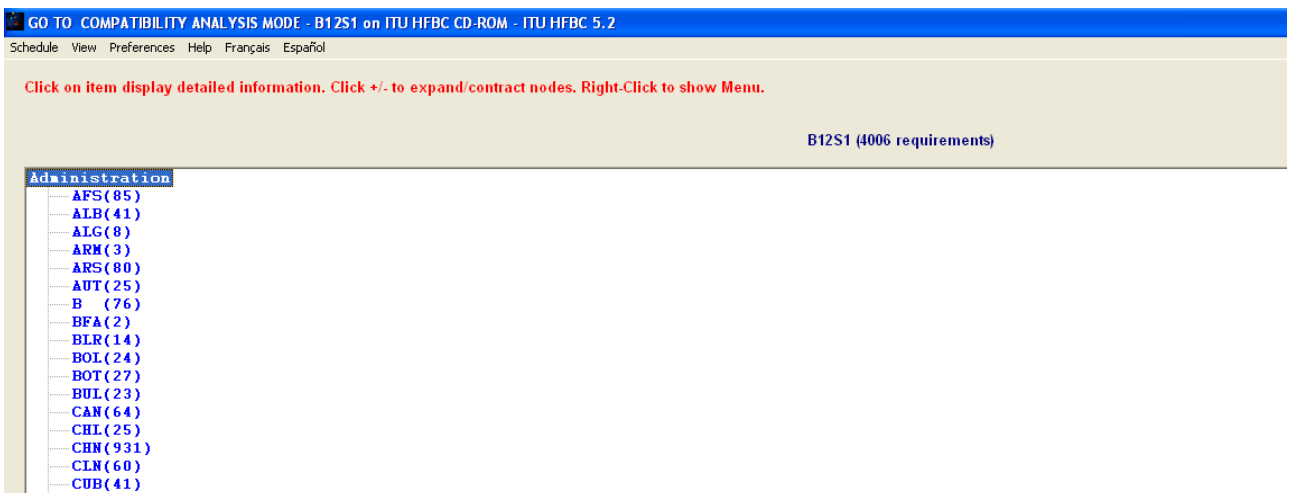 GO TO COMPATIBILITY ANALYSIS MODE - B12S1 on ITU HFBC CD-ROM - ITU HFBC 5.2
Schedule View Preferences Help Français Español
Click on item display detailed information. Click +/- to expand/contract nodes. Right-Click to show Menu.
B12S1 (4006 requirements)
Administration
AFS(85)
ALB(41)
ALG(8)
ARM(3)
ARS(80)
AUT(25)
B (76)
BFA(2)
BLR(14)
BOL(24)
BOT(27)
BUL(23)
CAN(64)
CHL(25)
CHN(931)
CLN(60)
CUB(41)